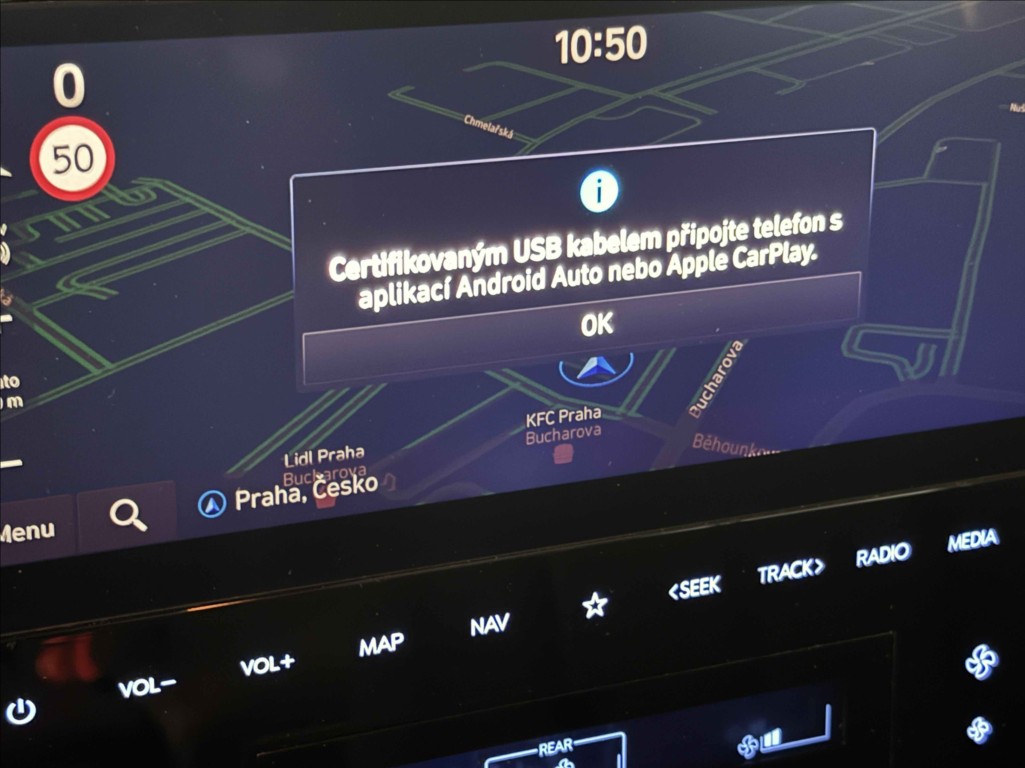 10:50
0
50
Chmelařská
i
Certifikovaným USB kabelem připojte telefon s
aplikací Android Auto nebo Apple CarPlay.
OK
Bucharova
KFC Praha
Bucharova
Lidl Praha
Bucharova
Praha, Česko
Menu
m
MEDIA
RADIO
TRACK>
<SEEK
NAV
MAP
VOL+
VOL−
REAR